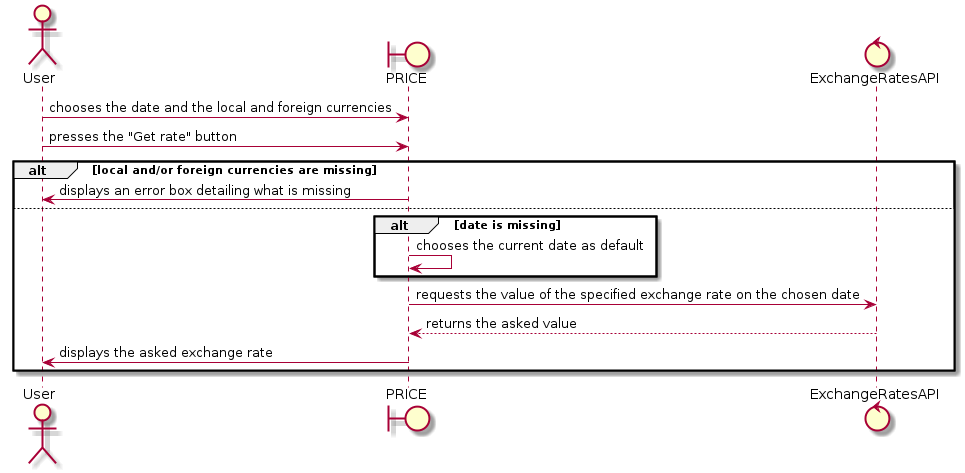 User
PRICE
ExchangeRatesAPI
chooses the date and the local and foreign currencies
presses the "Get rate" button
alt [local and/or foreign currencies are missing]
displays an error box detailing what is missing
alt [date is missing]
chooses the current date as default
requests the value of the specified exchange rate on the chosen date
returns the asked value
displays the asked exchange rate
User
PRICE
ExchangeRatesAPI